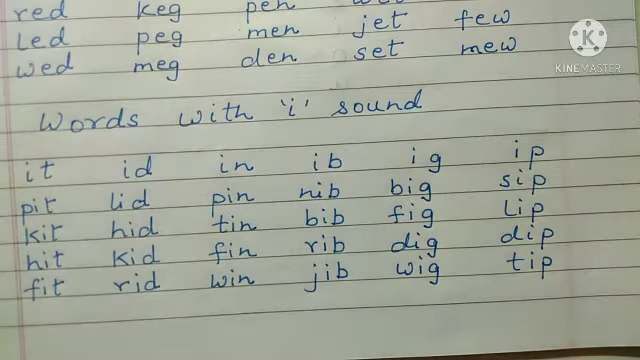 red keg pen
Led peg men jet few
wed meg den set mew
KINEMASTER
Words with 'i' sound
it id in ib ig ip
pit lid pin nib big sip
kit hid tin bib fig Lip
hit kid fin rib dig dip
fit rid win jib wig tip